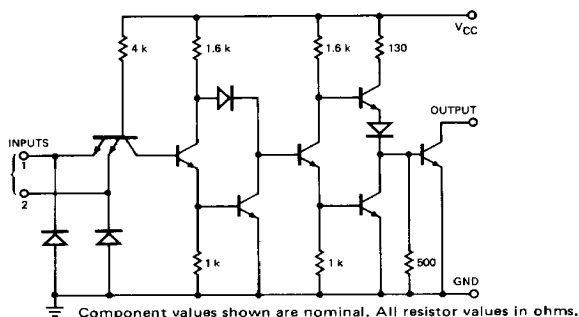 VCC
4 k
1.6 k
1.6 k
130
OUTPUT
INPUTS
1
2
1 k
1 k
500
GND
Component values shown are nominal. All resistor values in ohms.